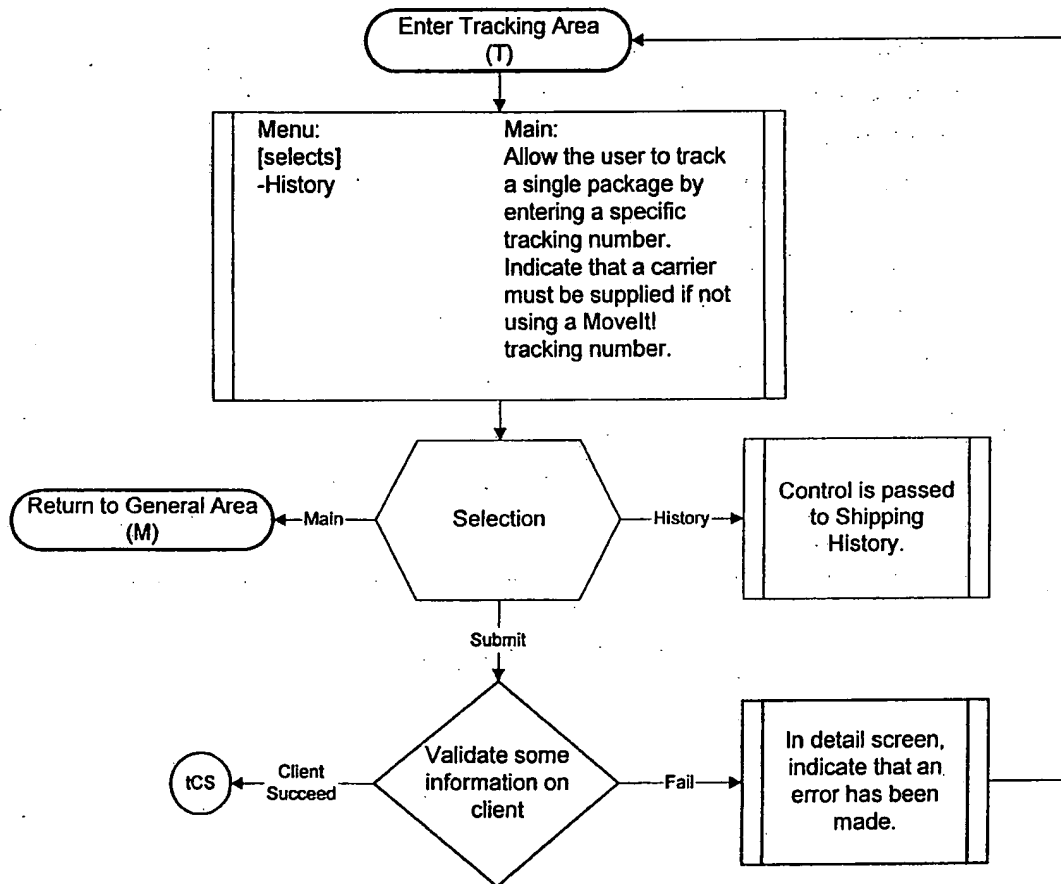 Enter Tracking Area
(T)
Menu:
[selects]
-History
Main:
Allow the user to track
a single package by
entering a specific
tracking number.
Indicate that a carrier
must be supplied if not
using a MoveIt!
tracking number.
Return to General Area
(M)
Main
Selection
History
Control is passed
to Shipping
History.
Submit
tCS
Client
Succeed
Validate some
information on
client
Fail
In detail screen,
indicate that an
error has been
made.